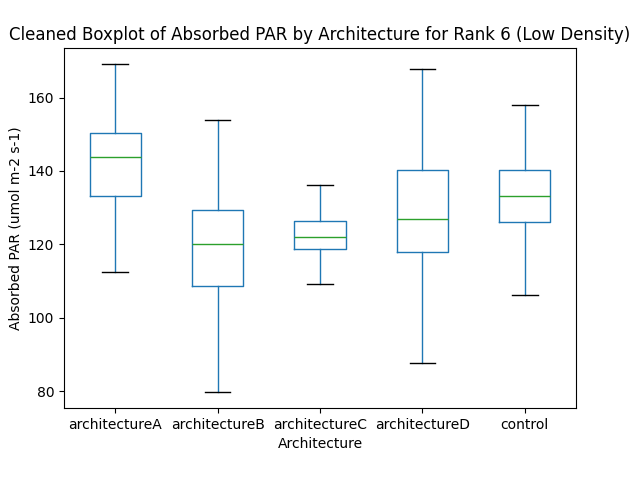 Cleaned Boxplot of Absorbed PAR by Architecture for Rank 6 (Low Density)
160
140
120
100
80
Absorbed PAR (umol m-2 s-1)
architectureA architectureB architectureC architectureD control
Architecture